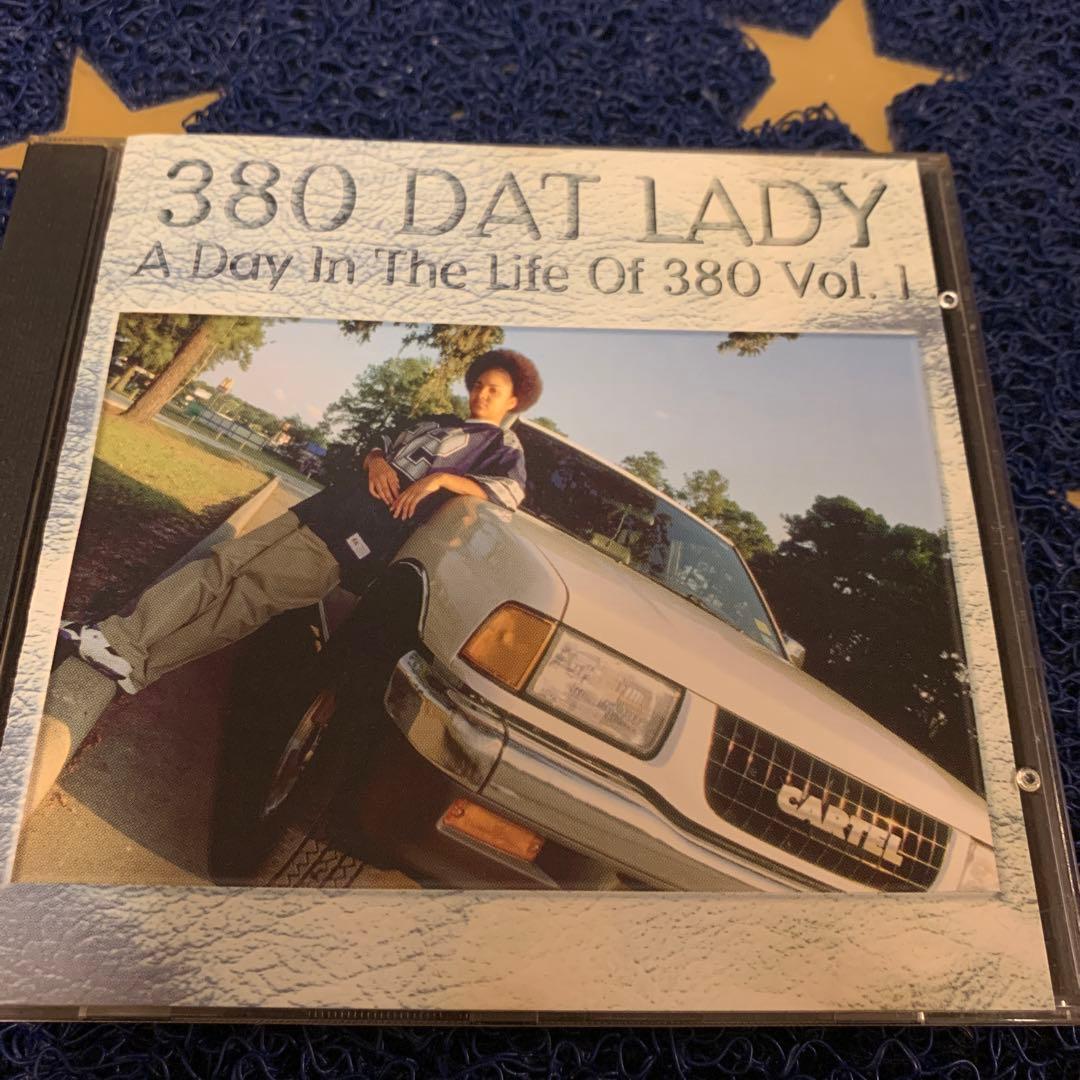 380 DAT LADY
A Day In The Life Of 380 Vol. 1
CARTEL